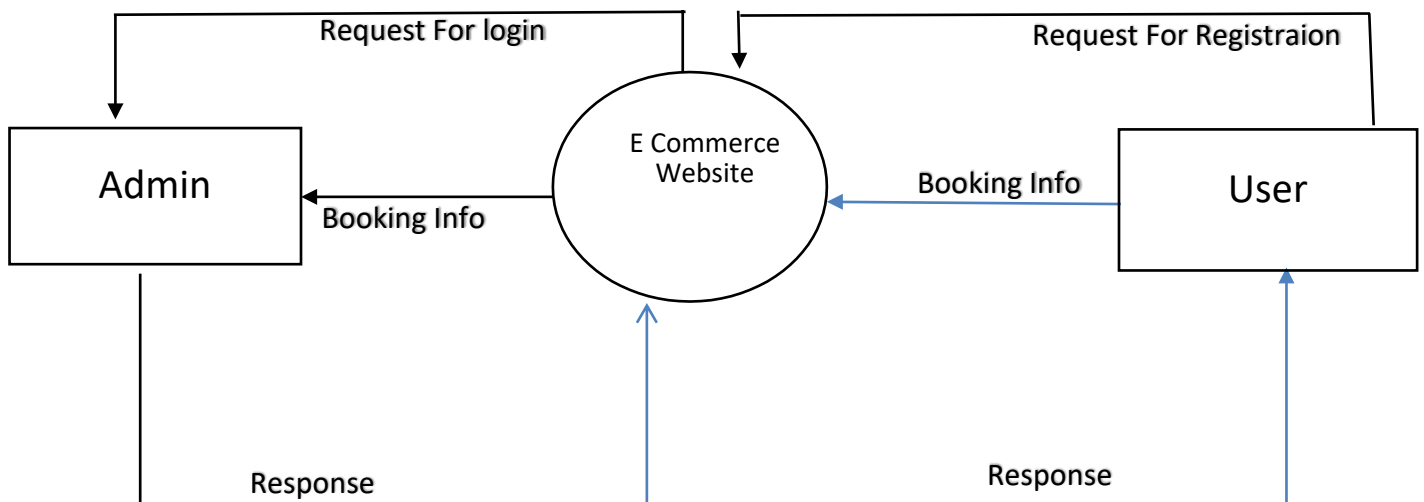 Request For login
Request For Registraion
E Commerce
Website
Admin
Booking Info
Booking Info
User
Response
Response